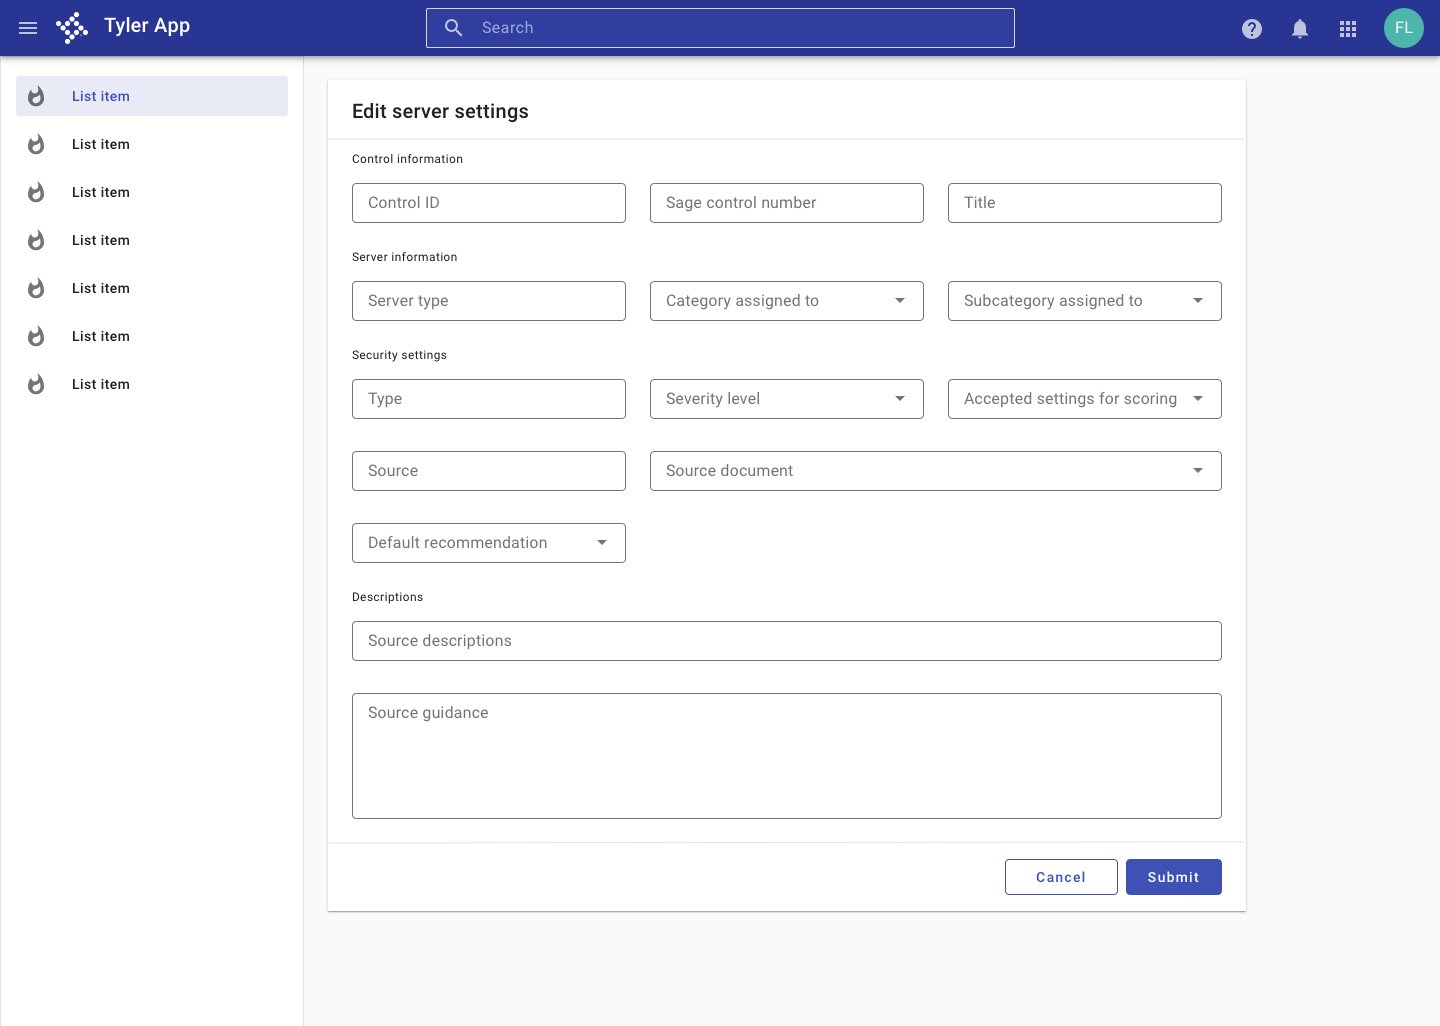 Tyler App
Search
FL
List item
List item
List item
List item
List item
List item
List item
Edit server settings
Control information
Control ID
Sage control number
Title
Server information
Server type
Category assigned to
Subcategory assigned to
Security settings
Type
Severity level
Accepted settings for scoring
Source
Source document
Default recommendation
Descriptions
Source descriptions
Source guidance
Cancel
Submit